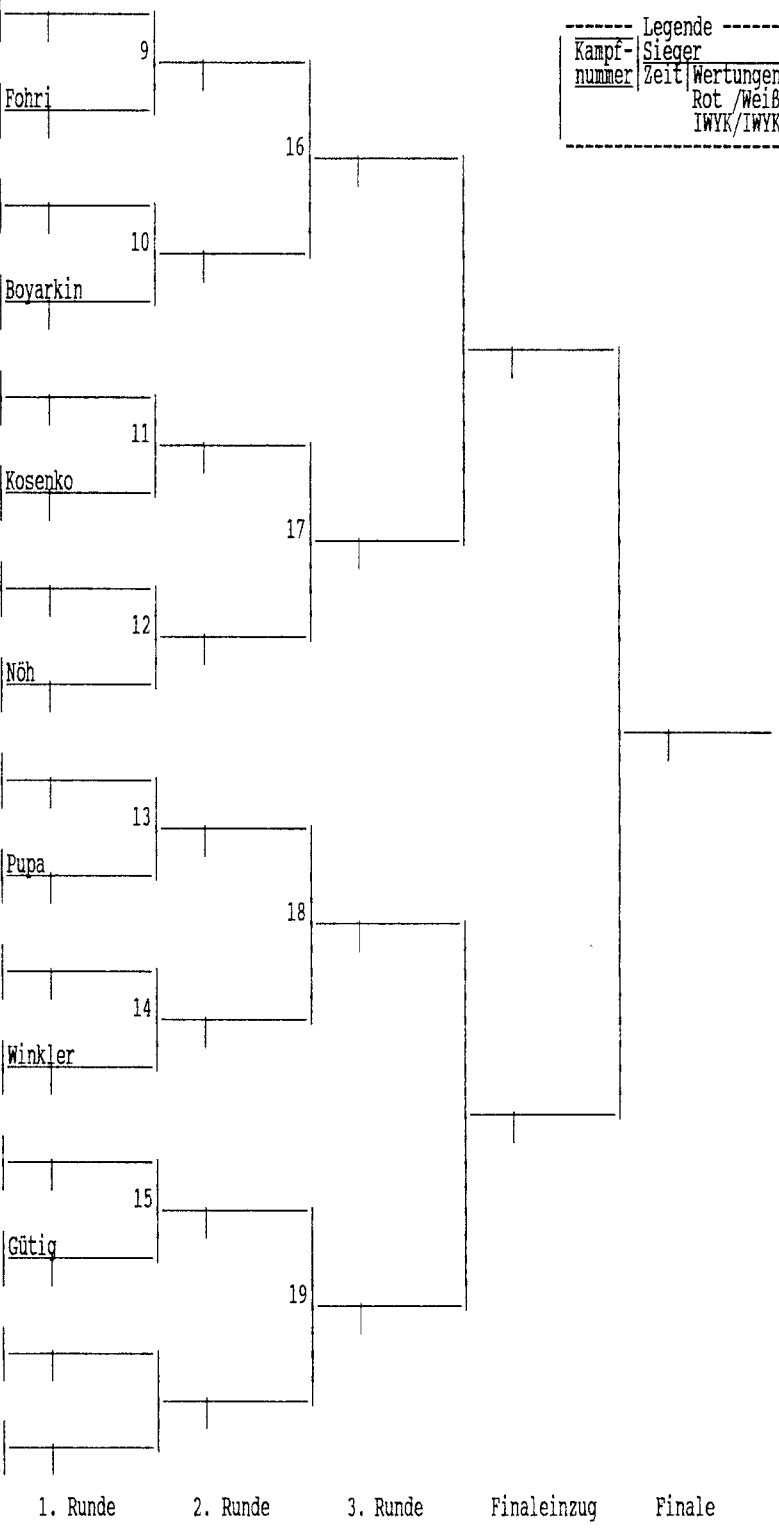 ------ Legende -----
Kampf- Sieger
nummer Zeit Wertungen
Rot /Weiß
IWYK/IWYK
9
Fohri
16
10
Boyarkin
11
Kosenko
17
12
Nöh
13
Pupa
18
14
Winkler
15
Gütig
19
1. Runde 2. Runde 3. Runde Finaleinzug Finale